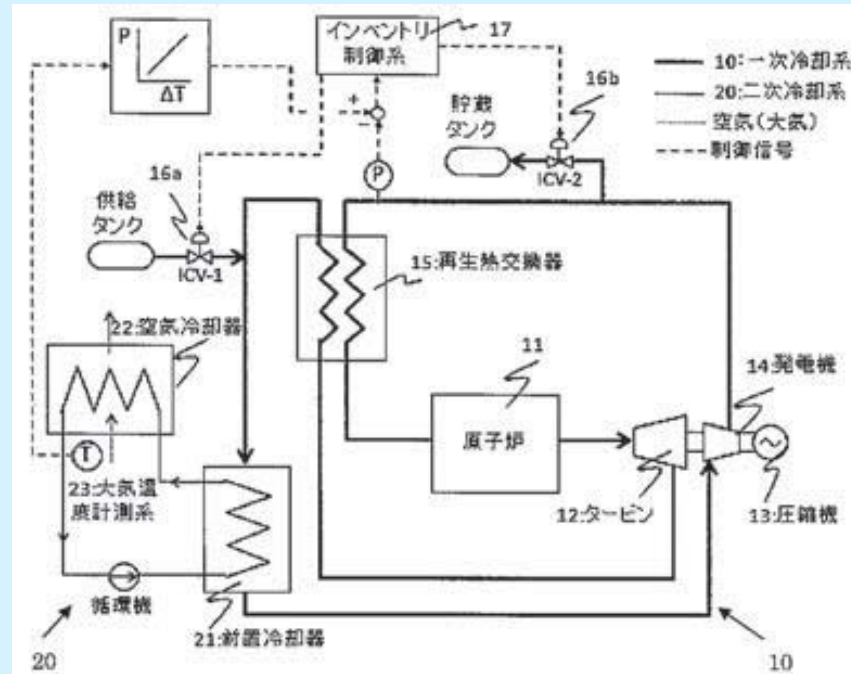 P
ΔT
インベントリ
制御系
17
10:一次冷却系
20:二次冷却系
空気(大気)
制御信号
16b
貯蔵
タンク
ICV-2
+
-
P
16a
供給
タンク
ICV-1
15:再生熱交換器
22:空気冷却器
11
原子炉
14:発電機
T
23:大気温
度計測系
12:タービン
13:圧縮機
循環機
21:前置冷却器
20
10